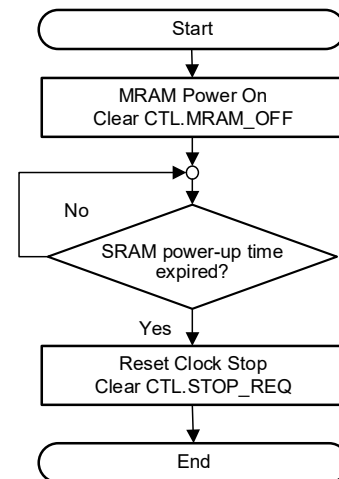 Start
MRAM Power On
Clear CTL.MRAM_OFF
No
SRAM power-up time
expired?
Yes
Reset Clock Stop
Clear CTL.STOP_REQ
End